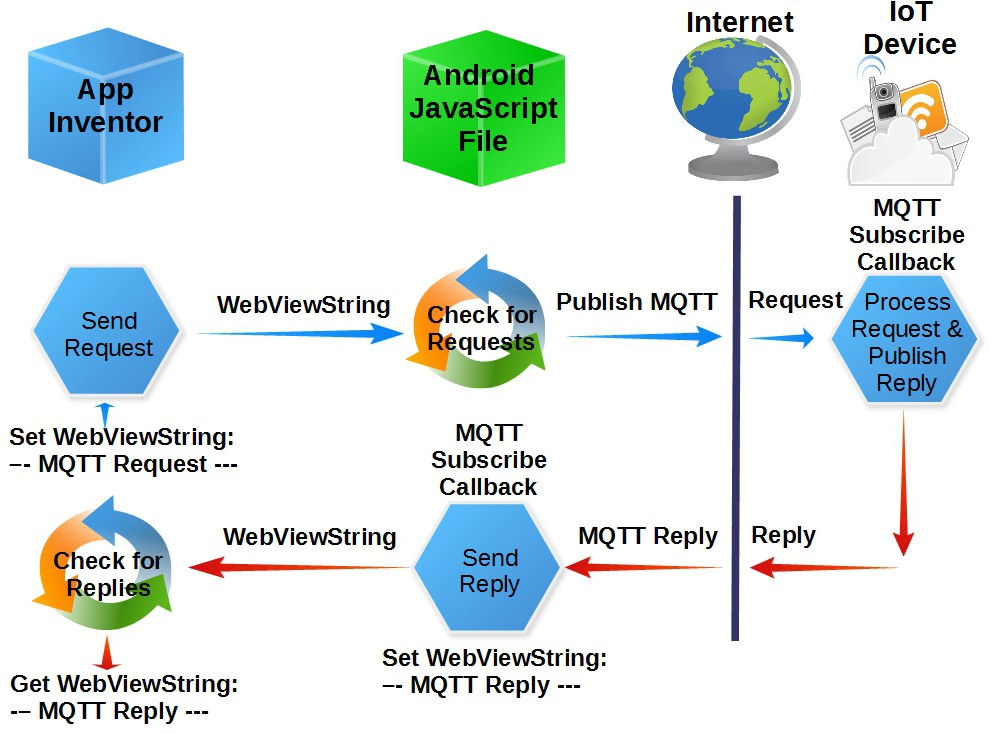 App
Inventor
Android
JavaScript
File
Internet
IoT
Device
MQTT
Subscribe
Callback
Send
Request
WebViewString
Check for
Requests
Publish MQTT
Request
Process
Request &
Publish
Reply
Set WebViewString:
–- MQTT Request ---
MQTT
Subscribe
Callback
Check for
Replies
WebViewString
Send
Reply
MQTT Reply
Reply
Get WebViewString:
-– MQTT Reply ---
Set WebViewString:
–- MQTT Reply ---